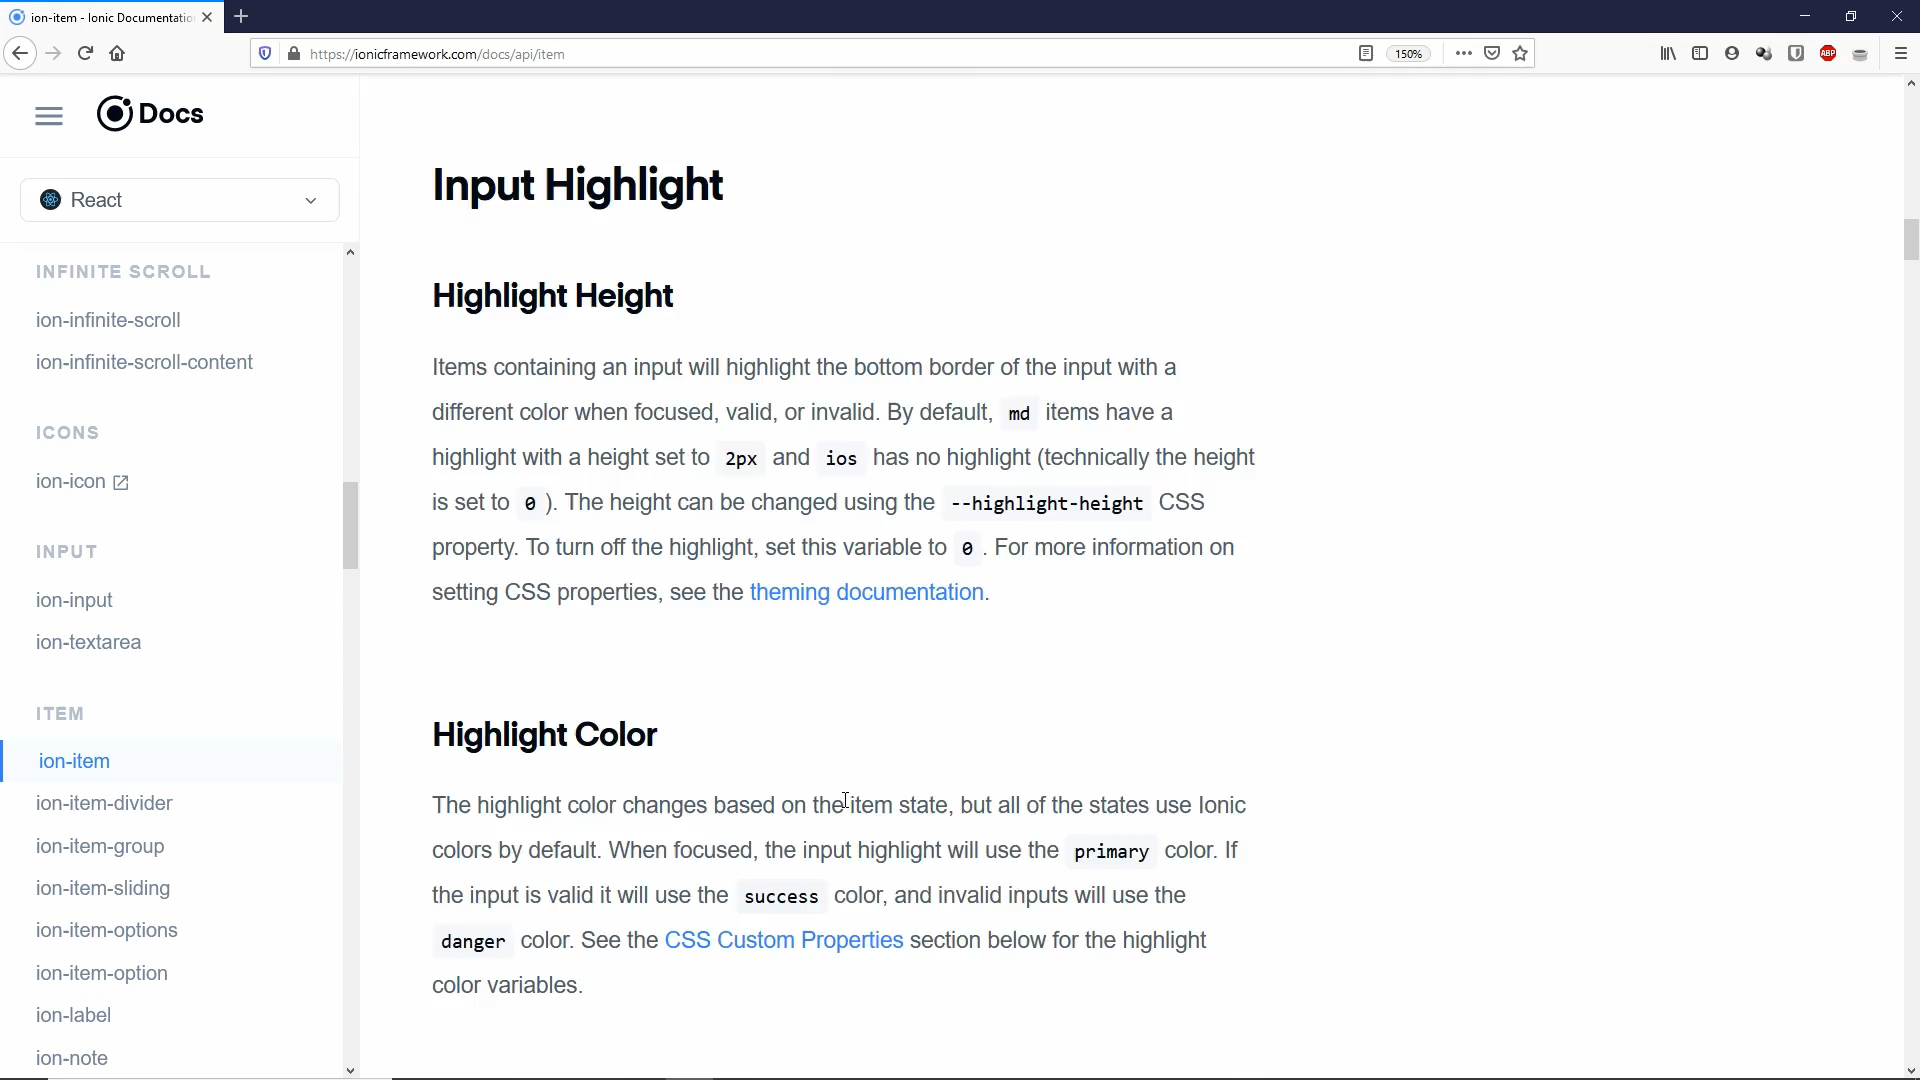 ion-item - Ionic Documentatio
https://ionicframework.com/docs/api/item
150%
ABP
Docs
React
INFINITE SCROLL
ion-infinite-scroll
ion-infinite-scroll-content
ICONS
ion-icon
INPUT
ion-input
ion-textarea
ITEM
ion-item
ion-item-divider
ion-item-group
ion-item-sliding
ion-item-options
ion-item-option
ion-label
ion-note
Input Highlight
Highlight Height
Items containing an input will highlight the bottom border of the input with a
different color when focused, valid, or invalid. By default, md items have a
highlight with a height set to 2px and ios has no highlight (technically the height
is set to 0 ). The height can be changed using the --highlight-height CSS
property. To turn off the highlight, set this variable to 0 . For more information on
setting CSS properties, see the theming documentation.
Highlight Color
The highlight color changes based on the item state, but all of the states use Ionic
colors by default. When focused, the input highlight will use the primary color. If
the input is valid it will use the success color, and invalid inputs will use the
danger color. See the CSS Custom Properties section below for the highlight
color variables.